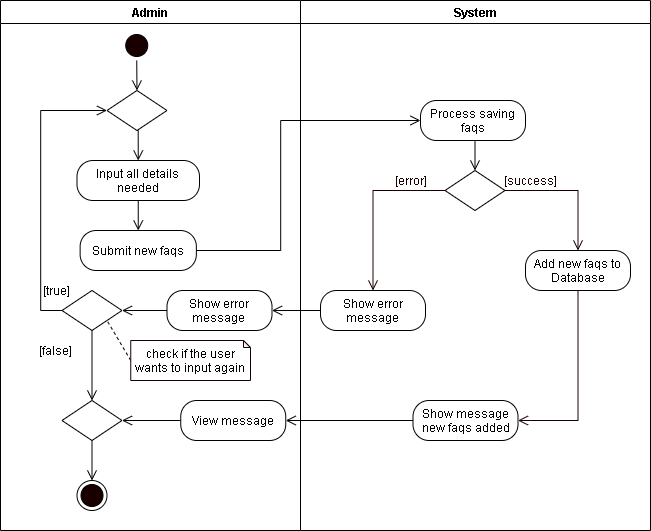 Admin
System
Process saving
faqs
Input all details
needed
[error]
[success]
Submit new faqs
Add new faqs to
Database
[true]
Show error
message
Show error
message
[false]
check if the user
wants to input again
View message
Show message
new faqs added